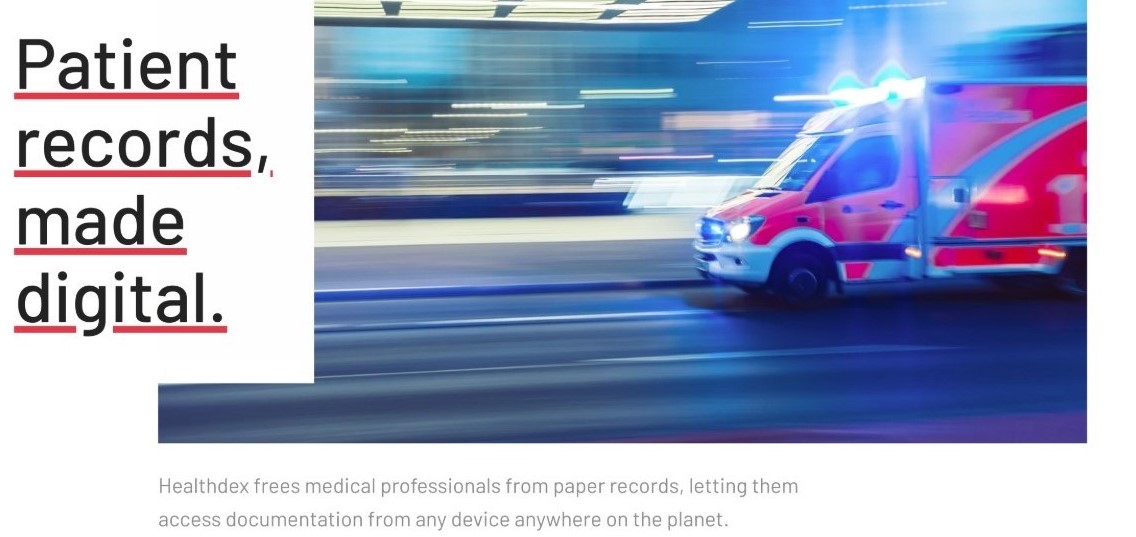 Patient
records,
made
digital.
Healthdex frees medical professionals from paper records, letting them
access documentation from any device anywhere on the planet.